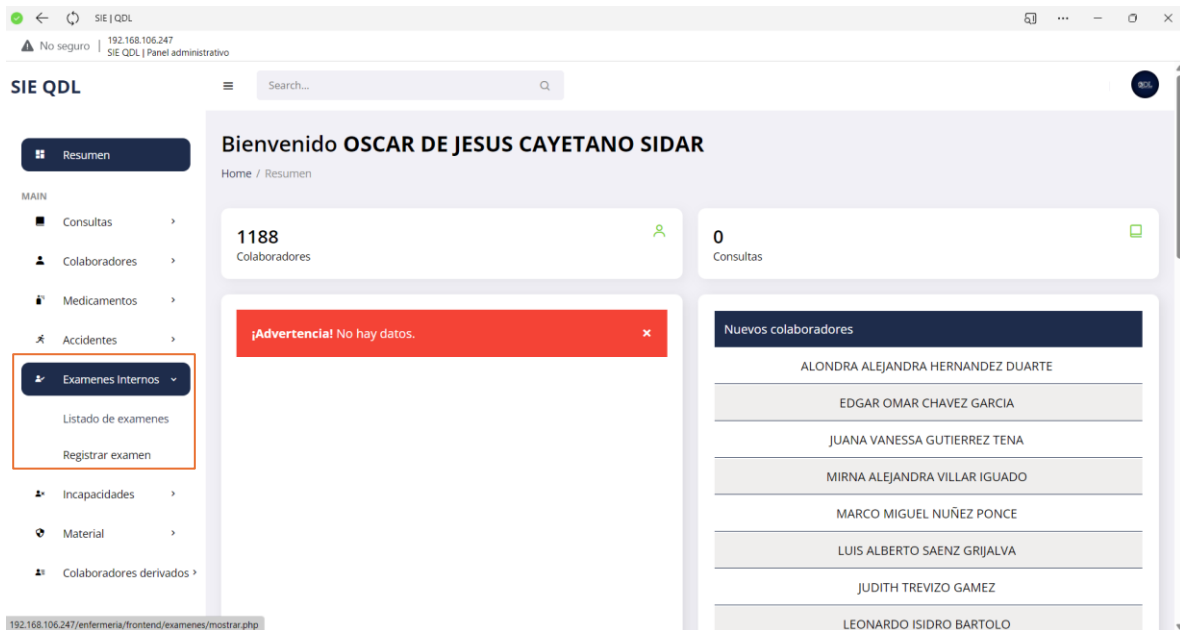 SIE | QDL
No seguro
192.168.106.247
SIE QDL | Panel administrativo
SIE QDL
Search...
QDL
Resumen
MAIN
Consultas
Colaboradores
Medicamentos
Accidentes
Examenes Internos
Listado de examenes
Registrar examen
Incapacidades
Material
Colaboradores derivados
Bienvenido OSCAR DE JESUS CAYETANO SIDAR
Home / Resumen
1188
Colaboradores
0
Consultas
¡Advertencia! No hay datos.
Nuevos colaboradores
ALONDRA ALEJANDRA HERNANDEZ DUARTE
EDGAR OMAR CHAVEZ GARCIA
JUANA VANESSA GUTIERREZ TENA
MIRNA ALEJANDRA VILLAR IGUADO
MARCO MIGUEL NUÑEZ PONCE
LUIS ALBERTO SAENZ GRIJALVA
JUDITH TREVIZO GAMEZ
LEONARDO ISIDRO BARTOLO
192.168.106.247/enfermeria/frontend/examenes/mostrar.php